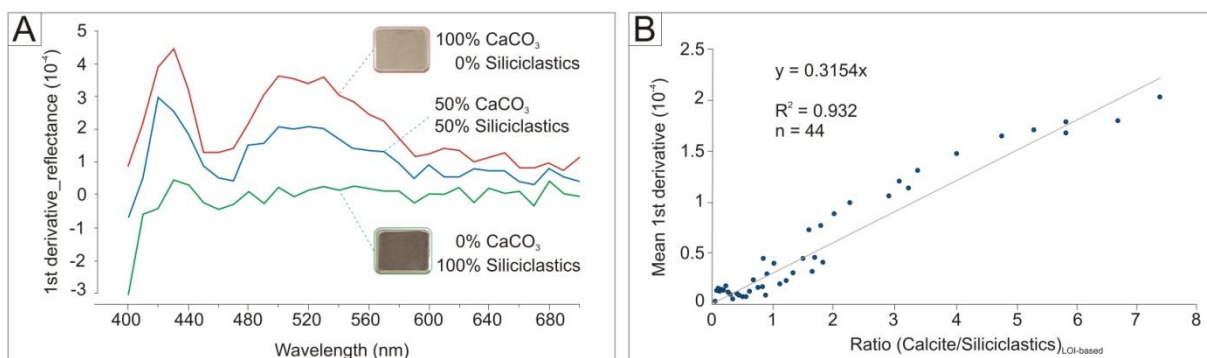 A
1st derivative_reflectance (10⁻⁴)
5
4
3
2
1
0
-1
-2
-3
100% CaCO₃
0% Siliciclastics
50% CaCO₃
50% Siliciclastics
0% CaCO₃
100% Siliciclastics
400 440 480 520 560 600 640 680
Wavelength (nm)
B
Mean 1st derivative (10⁻⁴)
2.5
2
1.5
1
0.5
0
y = 0.3154x
R² = 0.932
n = 44
0 1 2 3 4 5 6 7 8
Ratio (Calcite/Siliciclastics)LOI-based